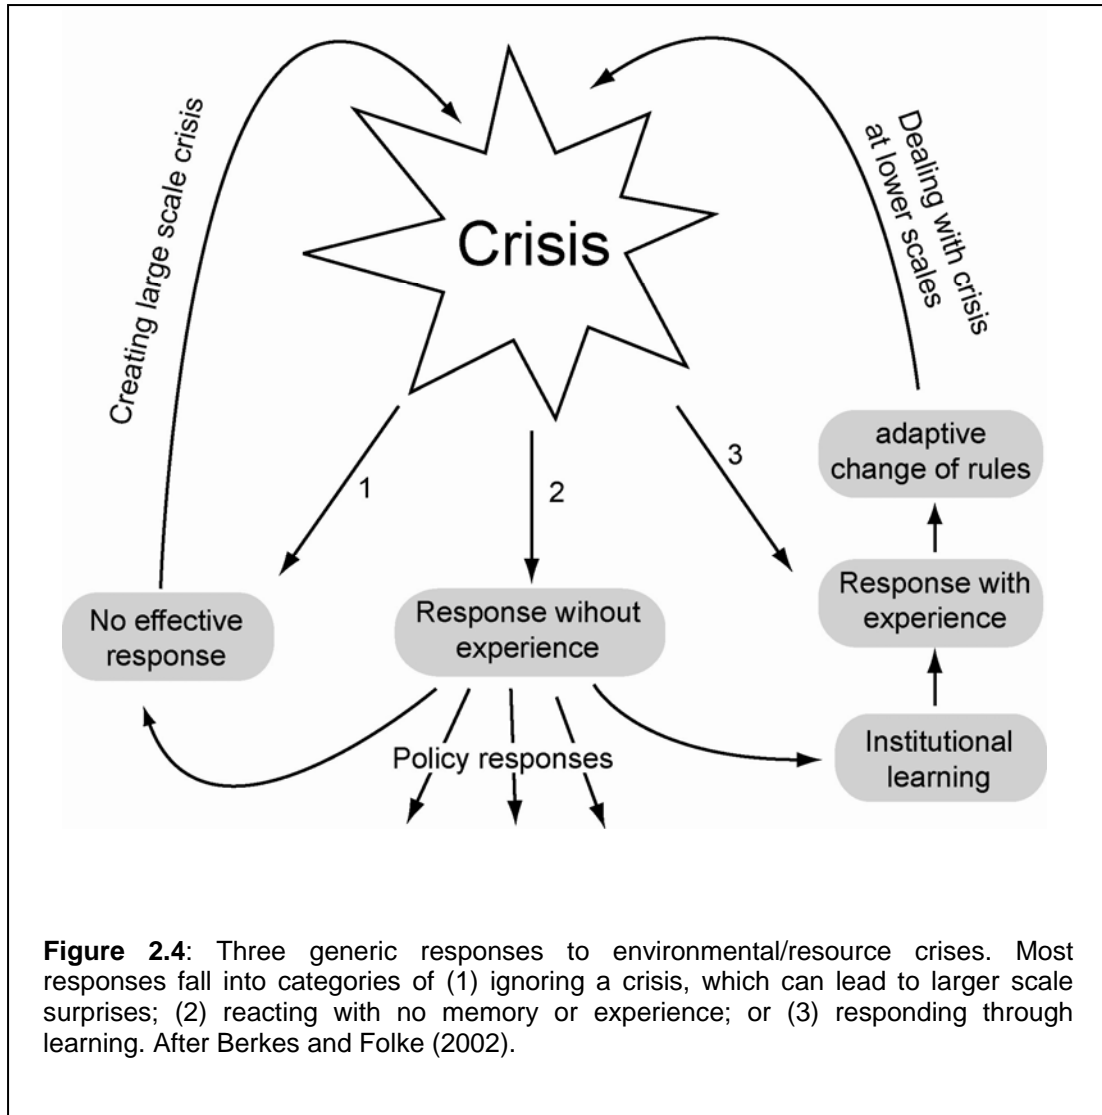 Creating large scale crisis
Crisis
Dealing with crisis
at lower scales
1
2
3
adaptive
change of rules
No effective
response
Response wihout
experience
Response with
experience
Policy responses
Institutional
learning
Figure 2.4: Three generic responses to environmental/resource crises. Most
responses fall into categories of (1) ignoring a crisis, which can lead to larger scale
surprises; (2) reacting with no memory or experience; or (3) responding through
learning. After Berkes and Folke (2002).